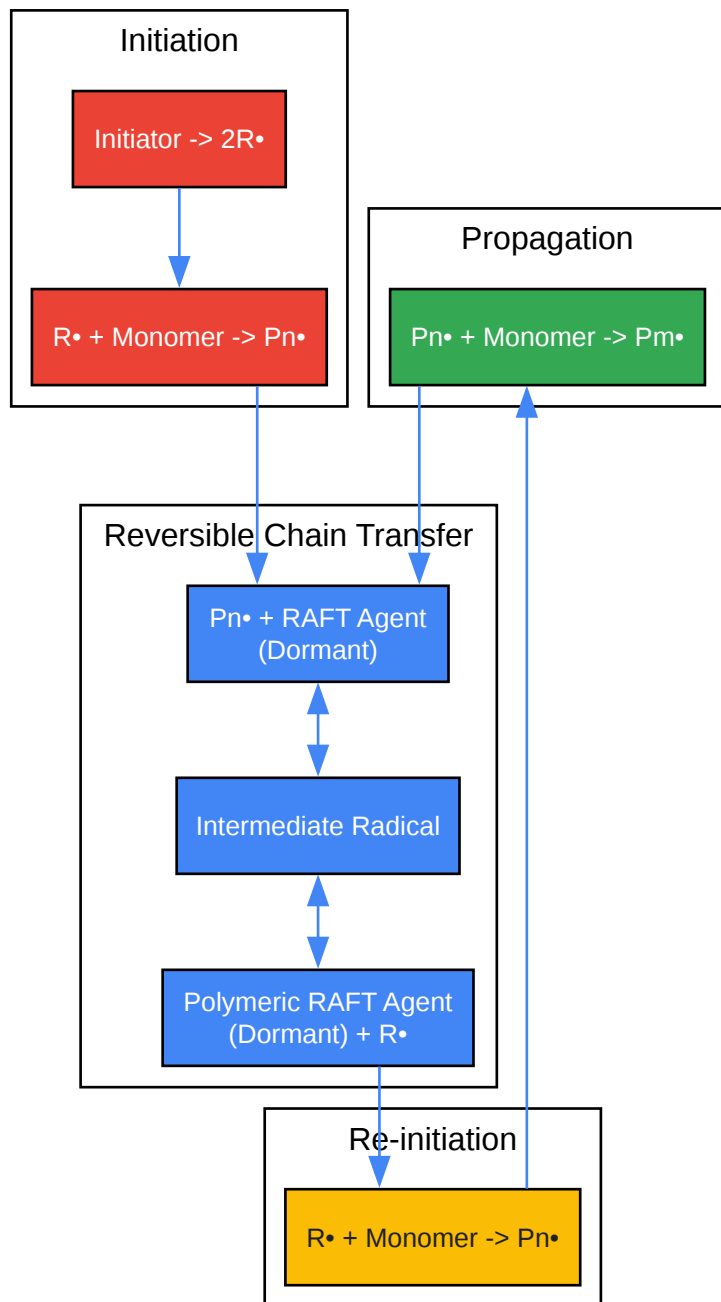 Initiation
Initiator -> 2R•
R• + Monomer -> Pn•
Propagation
Pn• + Monomer -> Pm•
Reversible Chain Transfer
Pn• + RAFT Agent
(Dormant)
Intermediate Radical
Polymeric RAFT Agent
(Dormant) + R•
Re-initiation
R• + Monomer -> Pn•